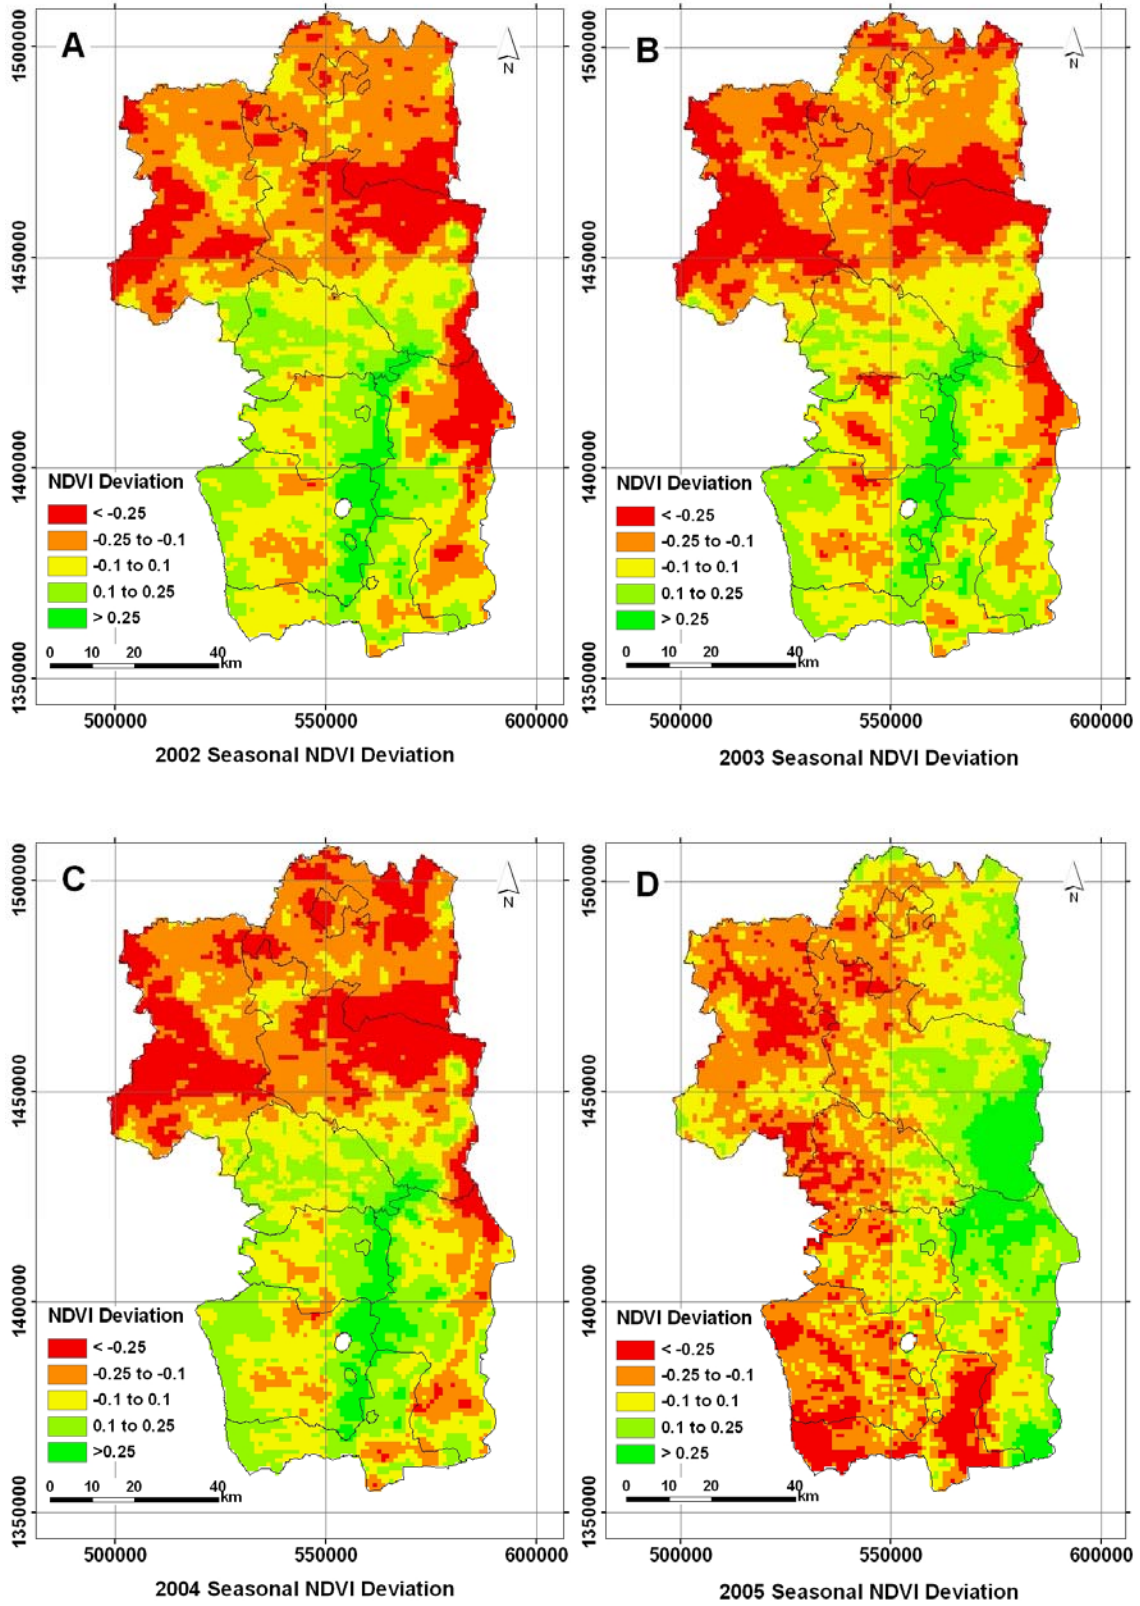 A
N
1500000
1450000
1400000
1350000
NDVI Deviation
< -0.25
-0.25 to -0.1
-0.1 to 0.1
0.1 to 0.25
> 0.25
0 10 20 40 km
500000 550000 600000
2002 Seasonal NDVI Deviation
B
N
1500000
1450000
1400000
1350000
NDVI Deviation
< -0.25
-0.25 to -0.1
-0.1 to 0.1
0.1 to 0.25
> 0.25
0 10 20 40 km
500000 550000 600000
2003 Seasonal NDVI Deviation
C
N
1500000
1450000
1400000
1350000
NDVI Deviation
< -0.25
-0.25 to -0.1
-0.1 to 0.1
0.1 to 0.25
>0.25
0 10 20 40 km
500000 550000 600000
2004 Seasonal NDVI Deviation
D
N
1500000
1450000
1400000
1350000
NDVI Deviation
< -0.25
-0.25 to -0.1
-0.1 to 0.1
0.1 to 0.25
> 0.25
0 10 20 40 km
500000 550000 600000
2005 Seasonal NDVI Deviation